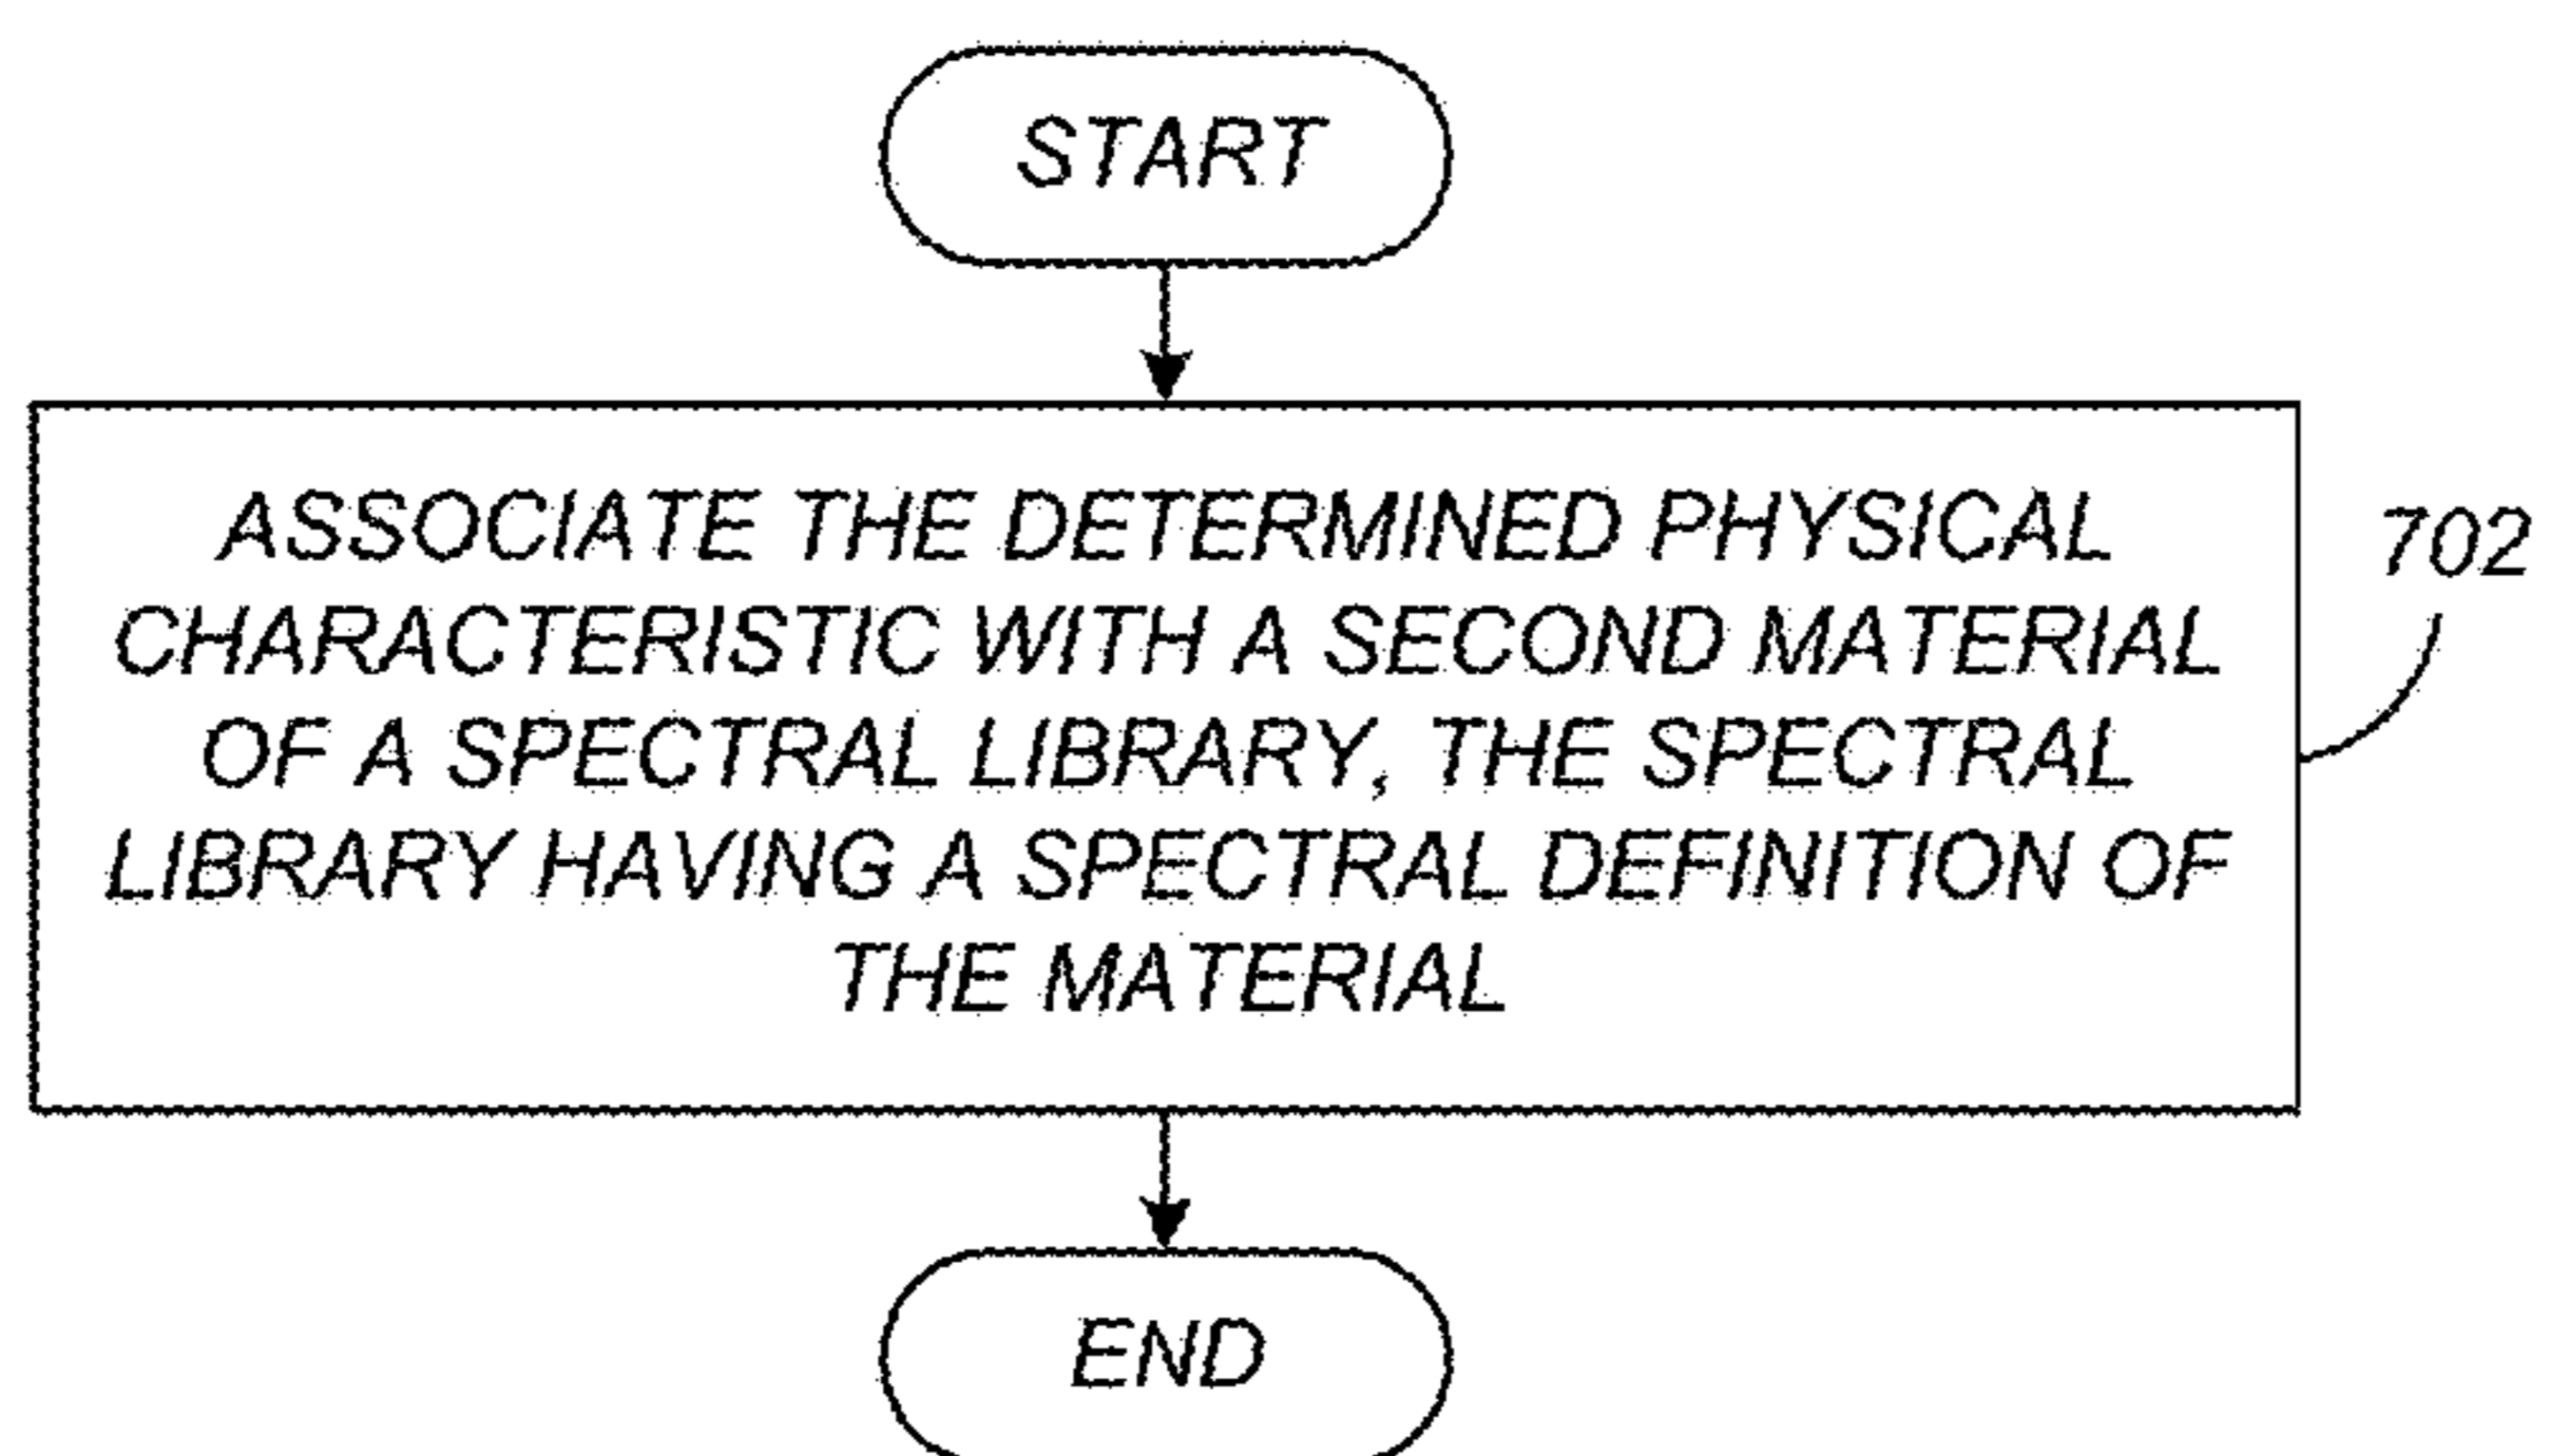 START
ASSOCIATE THE DETERMINED PHYSICAL
CHARACTERISTIC WITH A SECOND MATERIAL
OF A SPECTRAL LIBRARY, THE SPECTRAL
LIBRARY HAVING A SPECTRAL DEFINITION OF
THE MATERIAL
702
END